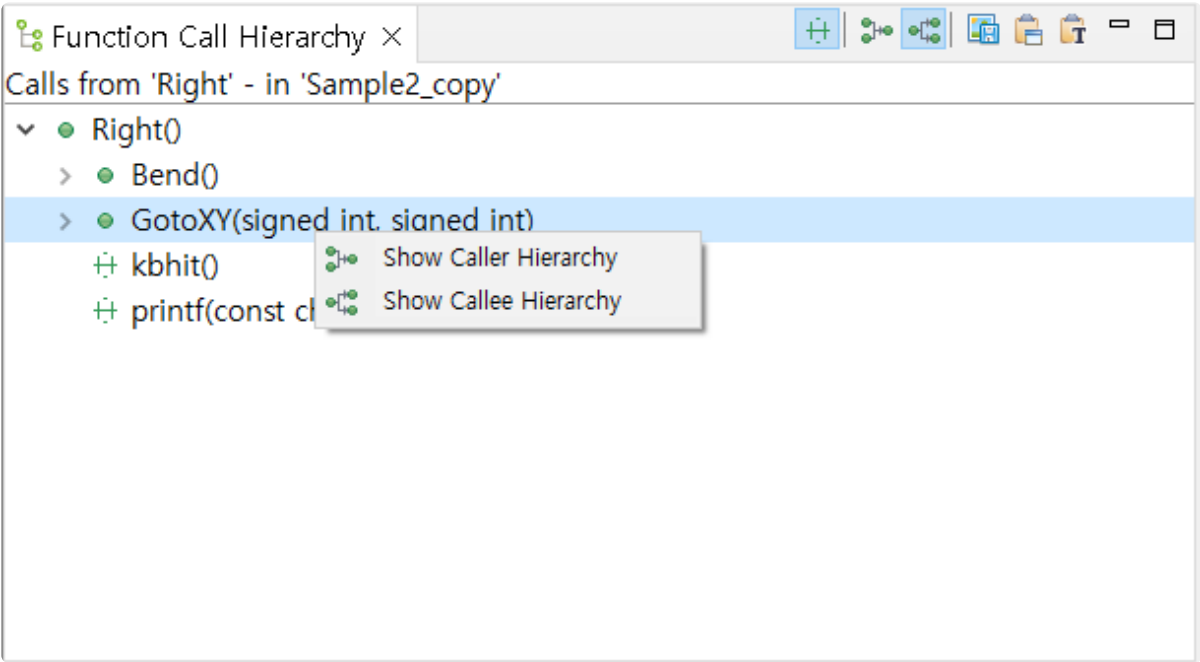 Function Call Hierarchy
Calls from 'Right' - in 'Sample2_copy'
Right()
Bend()
GotoXY(signed int, signed int)
kbhit()
printf(const
Show Caller Hierarchy
Show Callee Hierarchy